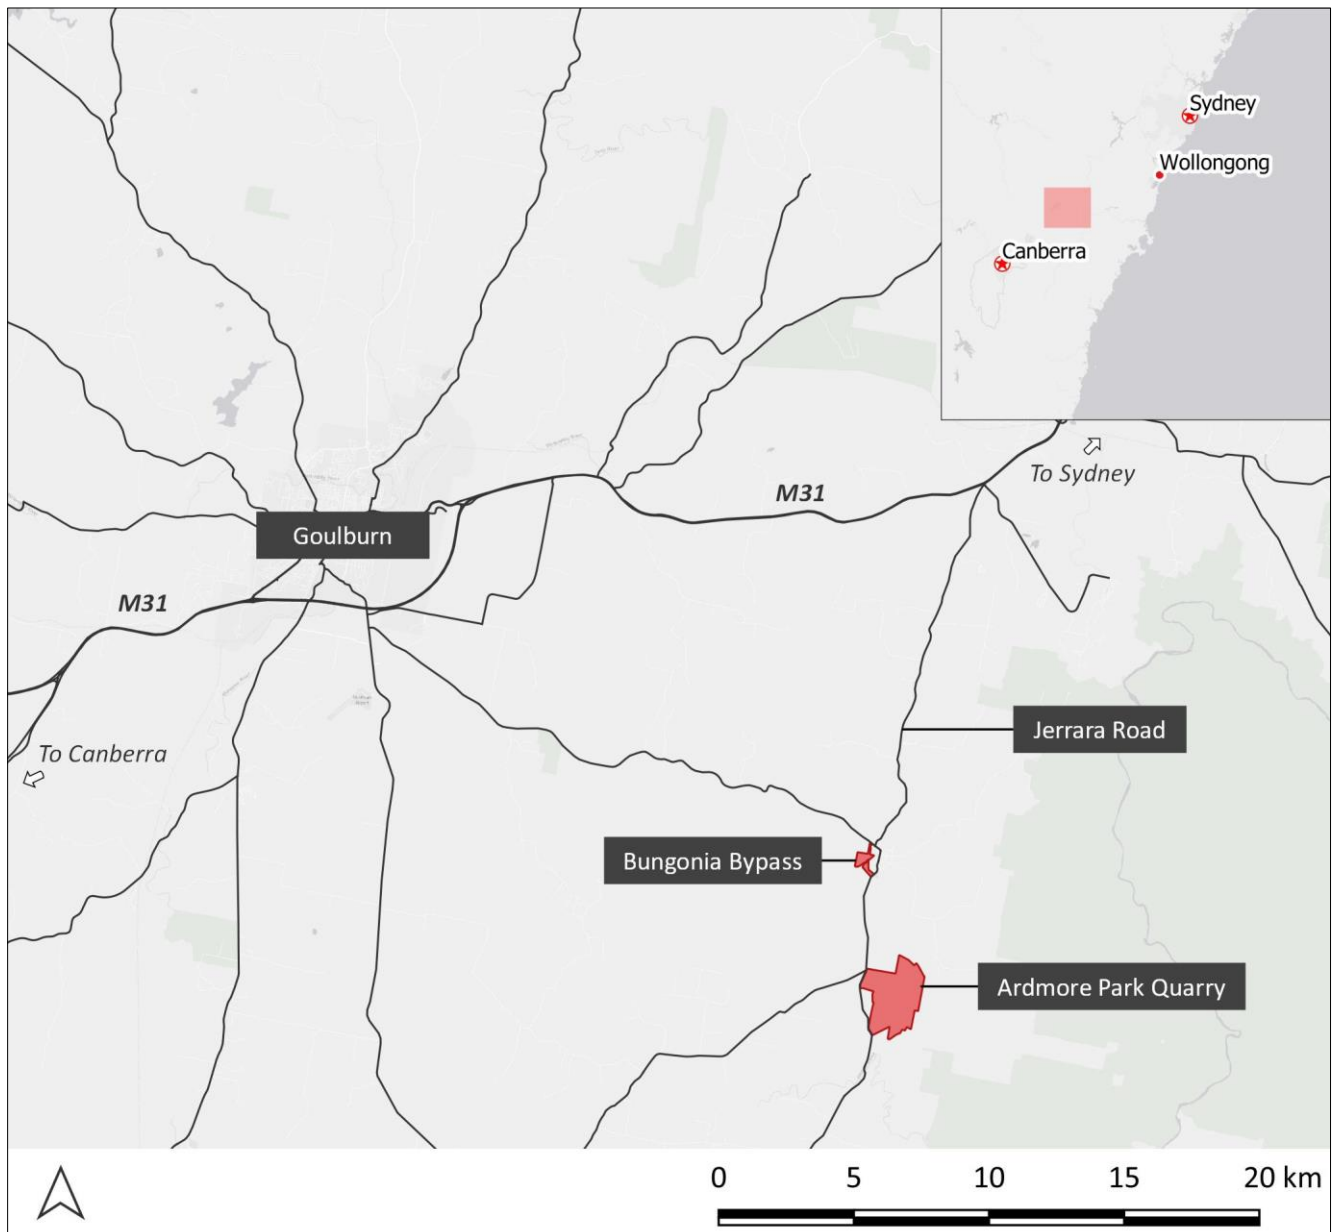 Sydney
Wollongong
Canberra
To Sydney
M31
Goulburn
M31
Jerrara Road
To Canberra
Bungonia Bypass
Ardmore Park Quarry
0 5 10 15 20 km